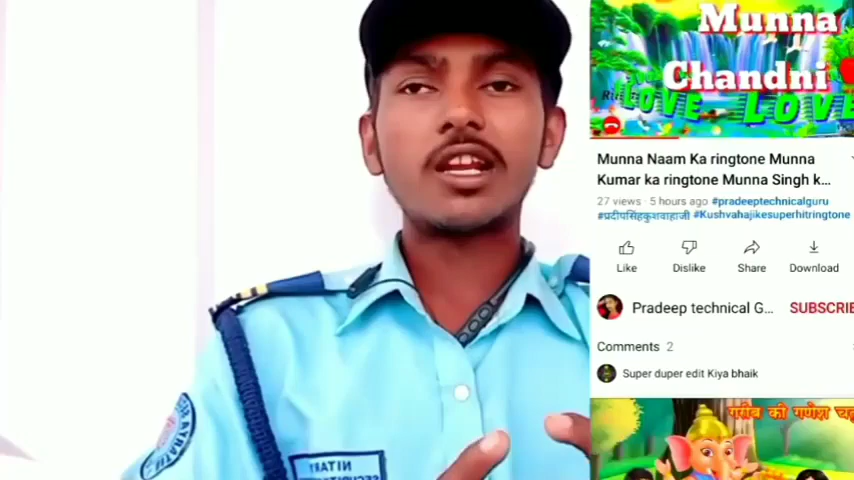 Munna
Chandni
LOVE LOVE
Munna Naam Ka ringtone Munna
Kumar ka ringtone Munna Singh k...
27 views · 5 hours ago #pradeeptechnicalguru
#प्रदीपसिंहकुशवाहाजी #Kushvahajikesuperhitringtone
Like Dislike Share Download
Pradeep technical G... SUBSCRIBE
Comments 2
Super duper edit Kiya bhaik
गरीब की गणेश